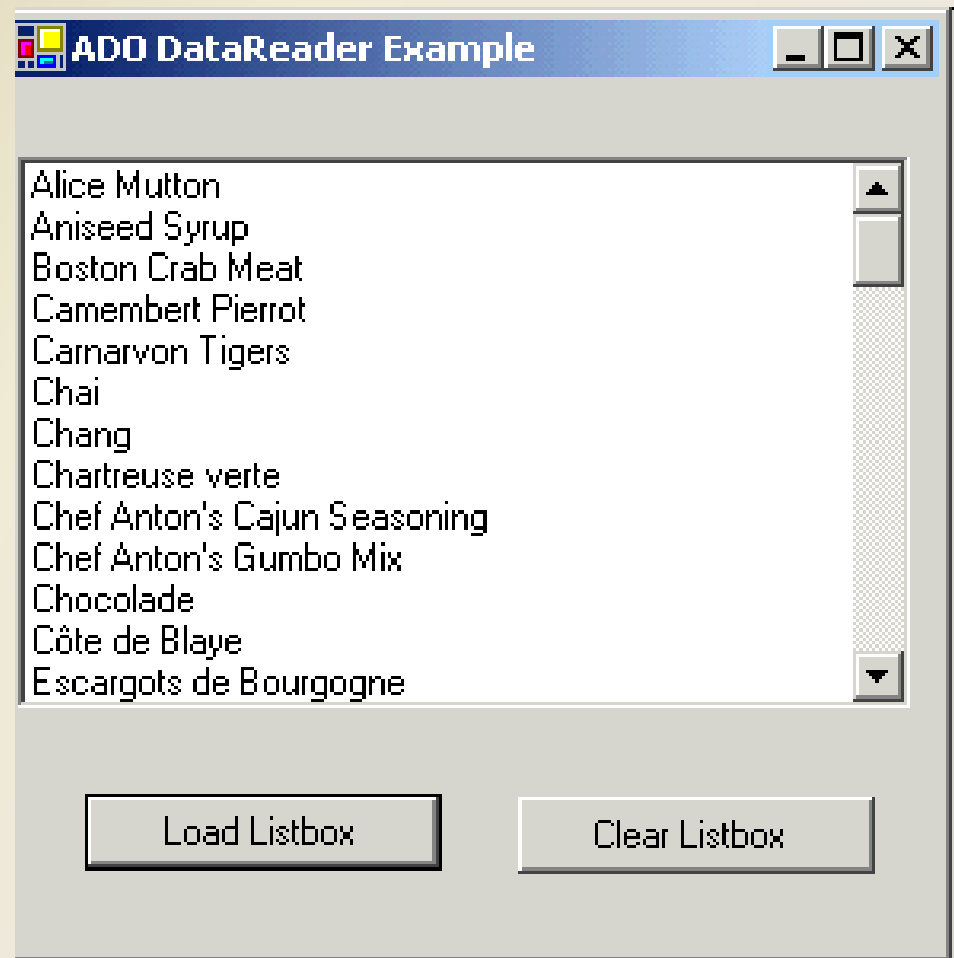 ADO DataReader Example
Alice Mutton
Aniseed Syrup
Boston Crab Meat
Camembert Pierrot
Carnarvon Tigers
Chai
Chang
Chartreuse verte
Chef Anton's Cajun Seasoning
Chef Anton's Gumbo Mix
Chocolade
Côte de Blaye
Escargots de Bourgogne
Load Listbox
Clear Listbox